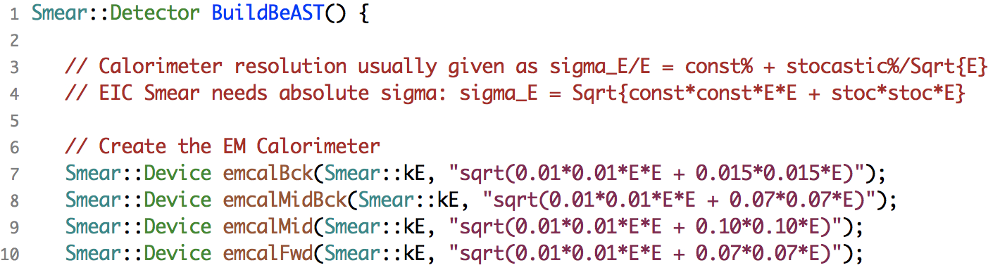 1 Smear::Detector BuildBeAST() {
2
3 // Calorimeter resolution usually given as sigma_E/E = const% + stocastic%/Sqrt{E}
4 // EIC Smear needs absolute sigma: sigma_E = Sqrt{const*const*E*E + stoc*stoc*E}
5
6 // Create the EM Calorimeter
7 Smear::Device emcalBck(Smear::kE, "sqrt(0.01*0.01*E*E + 0.015*0.015*E)");
8 Smear::Device emcalMidBck(Smear::kE, "sqrt(0.01*0.01*E*E + 0.07*0.07*E)");
9 Smear::Device emcalMid(Smear::kE, "sqrt(0.01*0.01*E*E + 0.10*0.10*E)");
10 Smear::Device emcalFwd(Smear::kE, "sqrt(0.01*0.01*E*E + 0.07*0.07*E)");